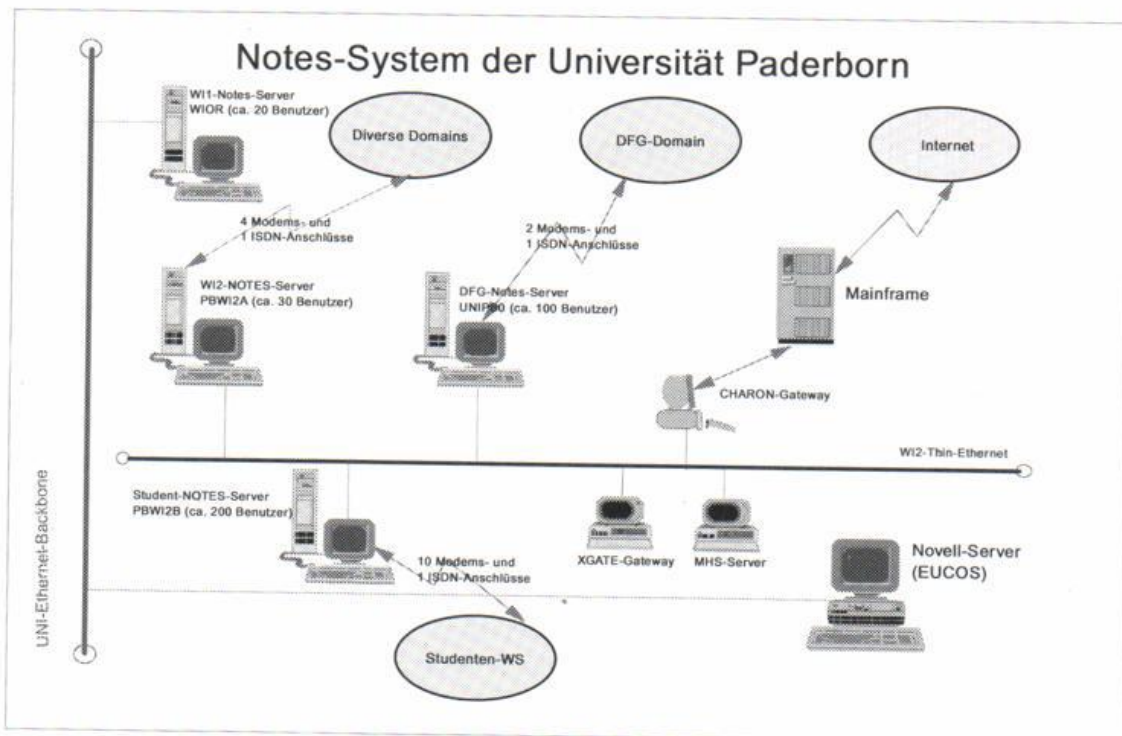 Notes-System der Universität Paderborn
WI1-Notes-Server
WIOR (ca. 20 Benutzer)
Diverse Domains
DFG-Domain
Internet
4 Modems- und
1 ISDN-Anschlüsse
2 Modems- und
1 ISDN-Anschlüsse
WI2-NOTES-Server
PBWI2A (ca. 30 Benutzer)
DFG-Notes-Server
(ca. 100 Benutzer)
Mainframe
CHARON-Gateway
WI2-Thin-Ethernet
Student-NOTES-Server
PBWI2B (ca. 200 Benutzer)
10 Modems- und
1 ISDN-Anschlüsse
XGATE-Gateway
MHS-Server
Novell-Server
(EUCOS)
Studenten-WS
UNI-Ethernet-Backbone